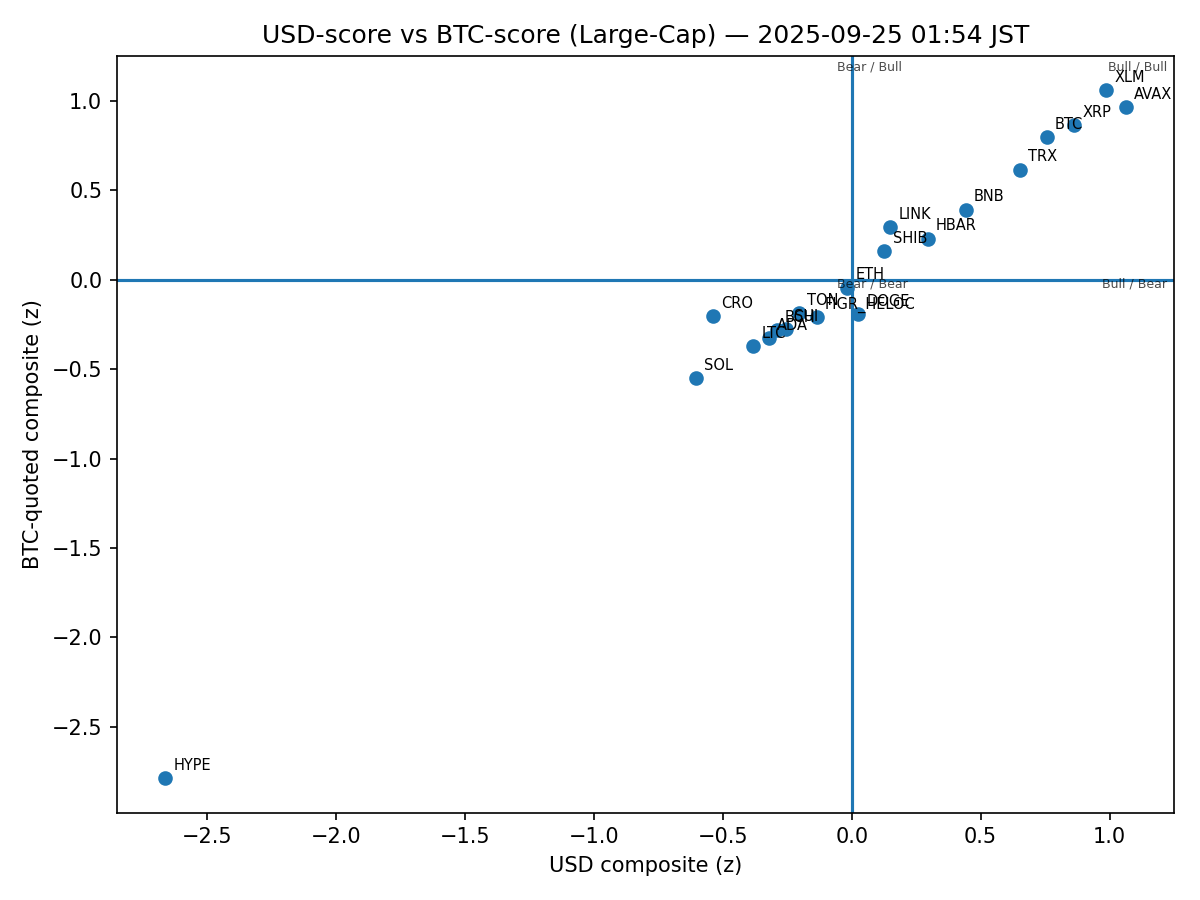 USD-score vs BTC-score (Large-Cap) — 2025-09-25 01:54 JST
Bear / Bull
Bull / Bull
XLM
AVAX
XRP
BTC
TRX
BNB
LINK
HBAR
SHIB
ETH
Bear / Bear
Bull / Bear
CRO
TON
FIGR_HELOC
DOGE
BCH
SUI
ADA
LTC
SOL
HYPE
1.0
0.5
0.0
−0.5
−1.0
−1.5
−2.0
−2.5
BTC-quoted composite (z)
−2.5
−2.0
−1.5
−1.0
−0.5
0.0
0.5
1.0
USD composite (z)